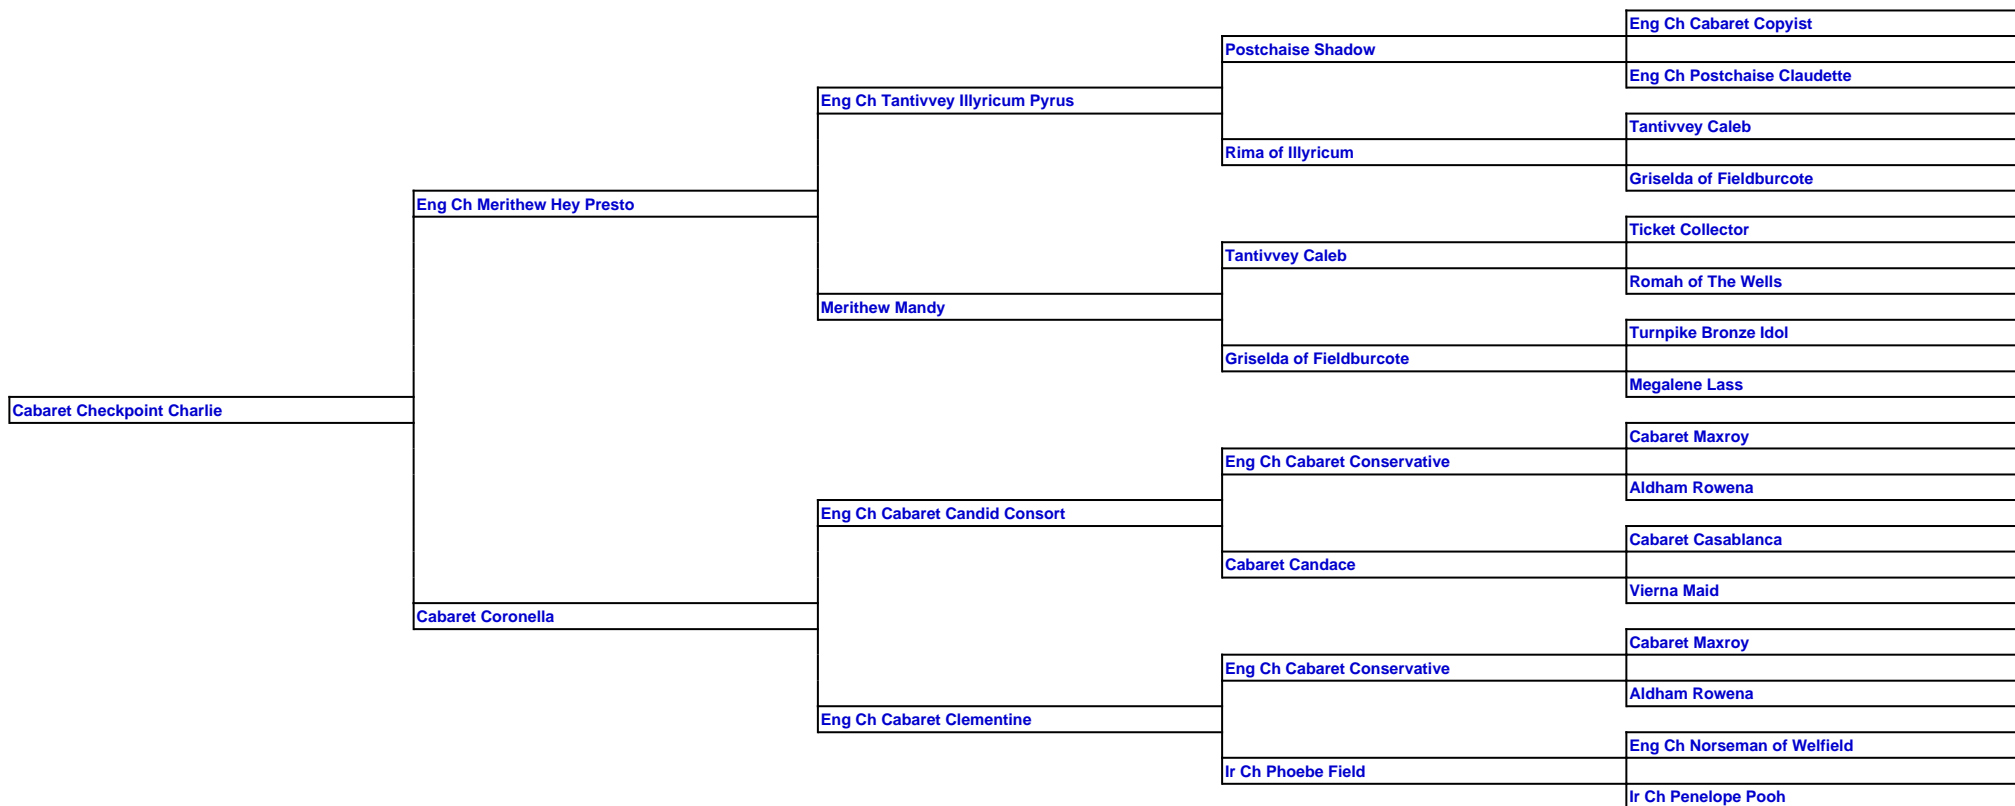 Eng Ch Cabaret Copyist
Postchaise Shadow
Eng Ch Postchaise Claudette
Eng Ch Tantivvey Illyricum Pyrus
Tantivvey Caleb
Rima of Illyricum
Griselda of Fieldburcote
Eng Ch Merithew Hey Presto
Ticket Collector
Tantivvey Caleb
Romah of The Wells
Merithew Mandy
Turnpike Bronze Idol
Griselda of Fieldburcote
Megalene Lass
Cabaret Checkpoint Charlie
Cabaret Maxroy
Eng Ch Cabaret Conservative
Aldham Rowena
Eng Ch Cabaret Candid Consort
Cabaret Casablanca
Cabaret Candace
Vierna Maid
Cabaret Coronella
Cabaret Maxroy
Eng Ch Cabaret Conservative
Aldham Rowena
Eng Ch Cabaret Clementine
Eng Ch Norseman of Welfield
Ir Ch Phoebe Field
Ir Ch Penelope Pooh